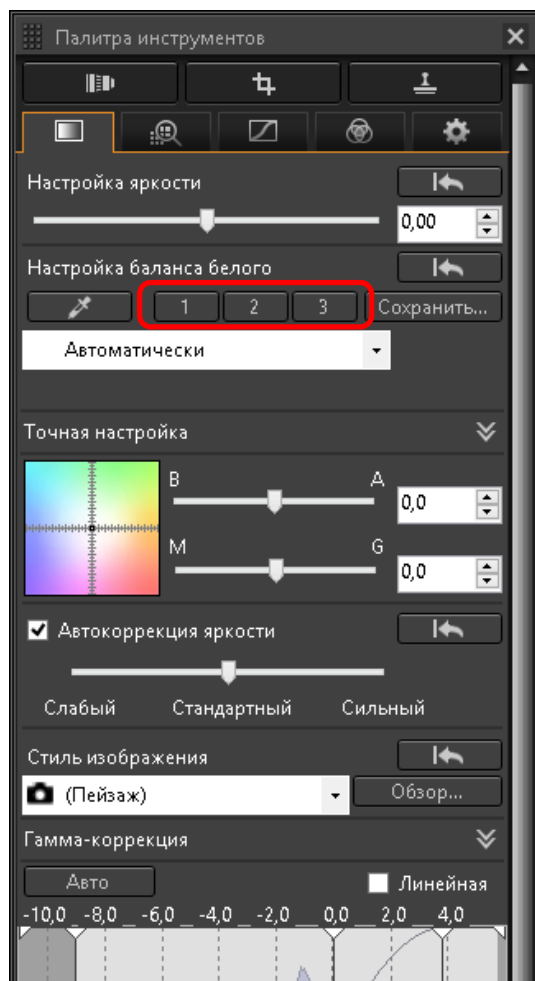 Палитра инструментов
Настройка яркости
0,00
Настройка баланса белого
1 2 3 Сохранить...
Автоматически
Точная настройка
B A
0,0
M G
0,0
Автокоррекция яркости
Слабый Стандартный Сильный
Стиль изображения
(Пейзаж) Обзор...
Гамма-коррекция
Авто Линейная
-10,0 -8,0 -6,0 -4,0 -2,0 0,0 2,0 4,0